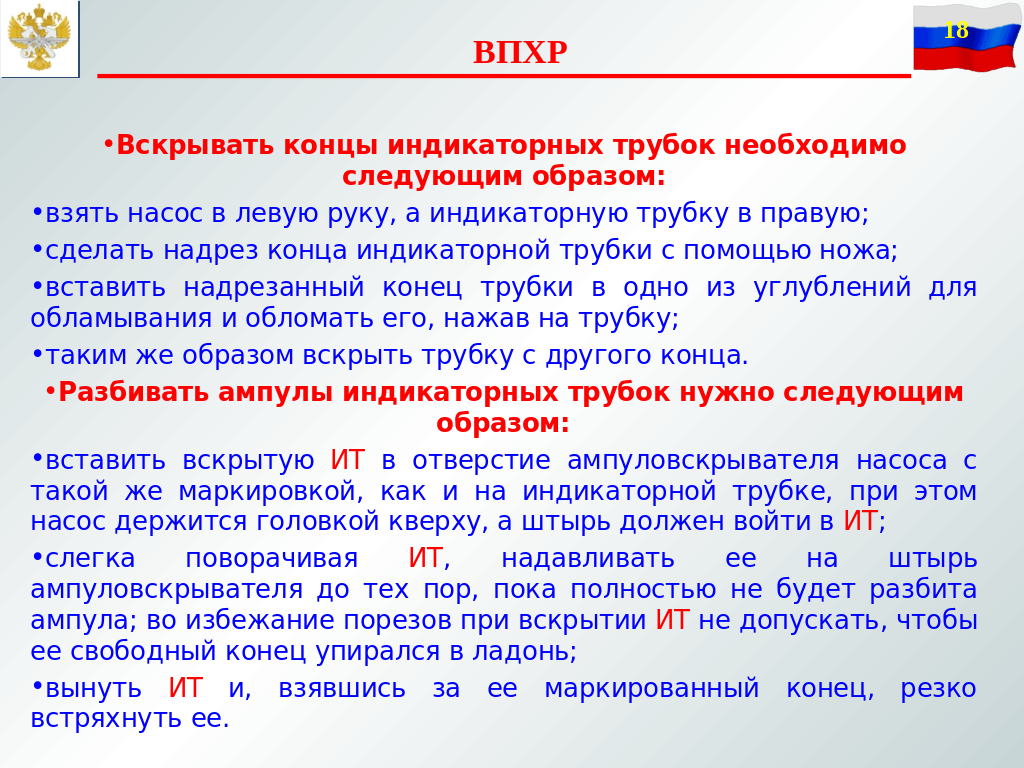 18
ВПХР
•Вскрывать концы индикаторных трубок необходимо
следующим образом:
•взять насос в левую руку, а индикаторную трубку в правую;
•сделать надрез конца индикаторной трубки с помощью ножа;
•вставить надрезанный конец трубки в одно из углублений для
обламывания и обломать его, нажав на трубку;
•таким же образом вскрыть трубку с другого конца.
•Разбивать ампулы индикаторных трубок нужно следующим
образом:
•вставить вскрытую ИТ в отверстие ампуловскрывателя насоса с
такой же маркировкой, как и на индикаторной трубке, при этом
насос держится головкой кверху, а штырь должен войти в ИТ;
•слегка поворачивая ИТ, надавливать ее на штырь
ампуловскрывателя до тех пор, пока полностью не будет разбита
ампула; во избежание порезов при вскрытии ИТ не допускать, чтобы
ее свободный конец упирался в ладонь;
•вынуть ИТ и, взявшись за ее маркированный конец, резко
встряхнуть ее.